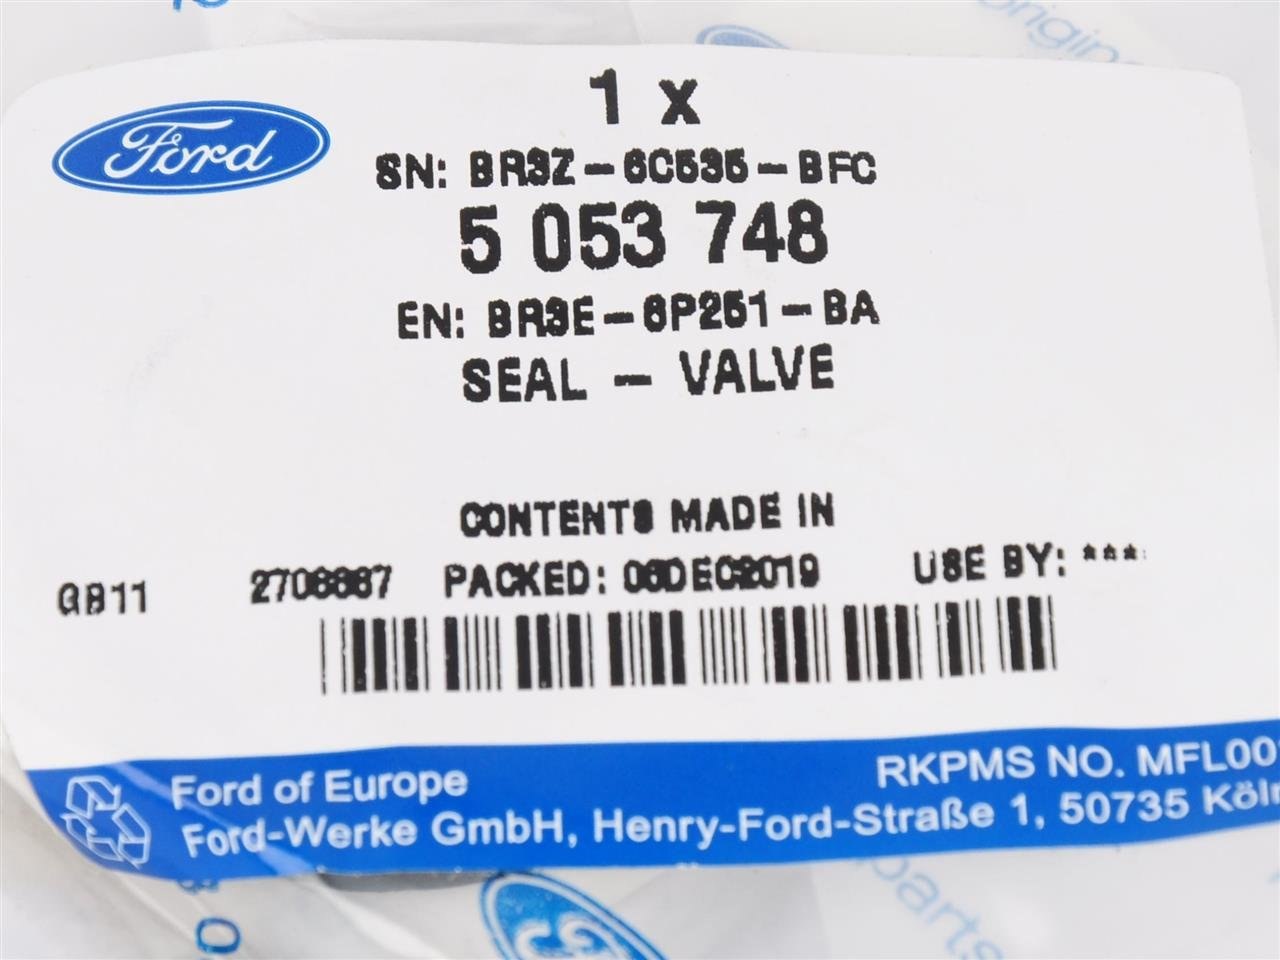 Ford
1 x
SN: BR3Z-6C535-BFC
5 053 748
EN: BR3E-6P251-BA
SEAL - VALVE
CONTENTS MADE IN
GB11 PACKED: 06DEC2019 USE BY: ***
Ford of Europe RKPMS NO. MFL00
Ford-Werke GmbH, Henry-Ford-Straße 1, 50735 Köln
parts